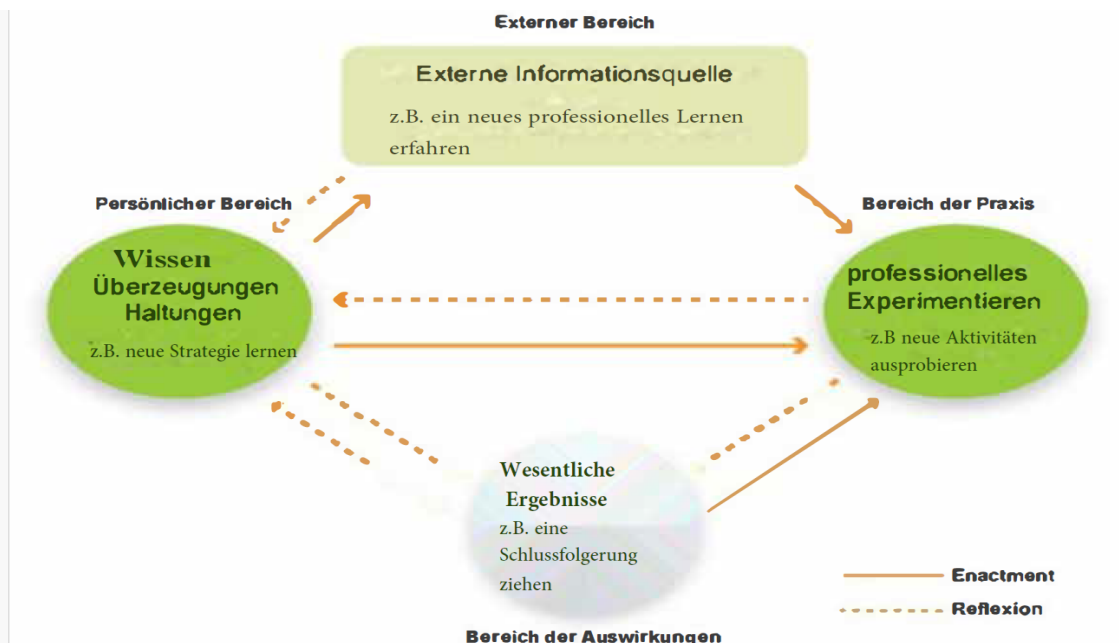 Externer Bereich
Externe Informationsquelle
z.B. ein neues professionelles Lernen
erfahren
Persönlicher Bereich
Bereich der Praxis
Wissen
Überzeugungen
Haltungen
z.B. neue Strategie lernen
professionelles
Experimentieren
z.B neue Aktivitäten
ausprobieren
Wesentliche
Ergebnisse
z.B. eine
Schlussfolgerung
ziehen
Enactment
Reflexion
Bereich der Auswirkungen